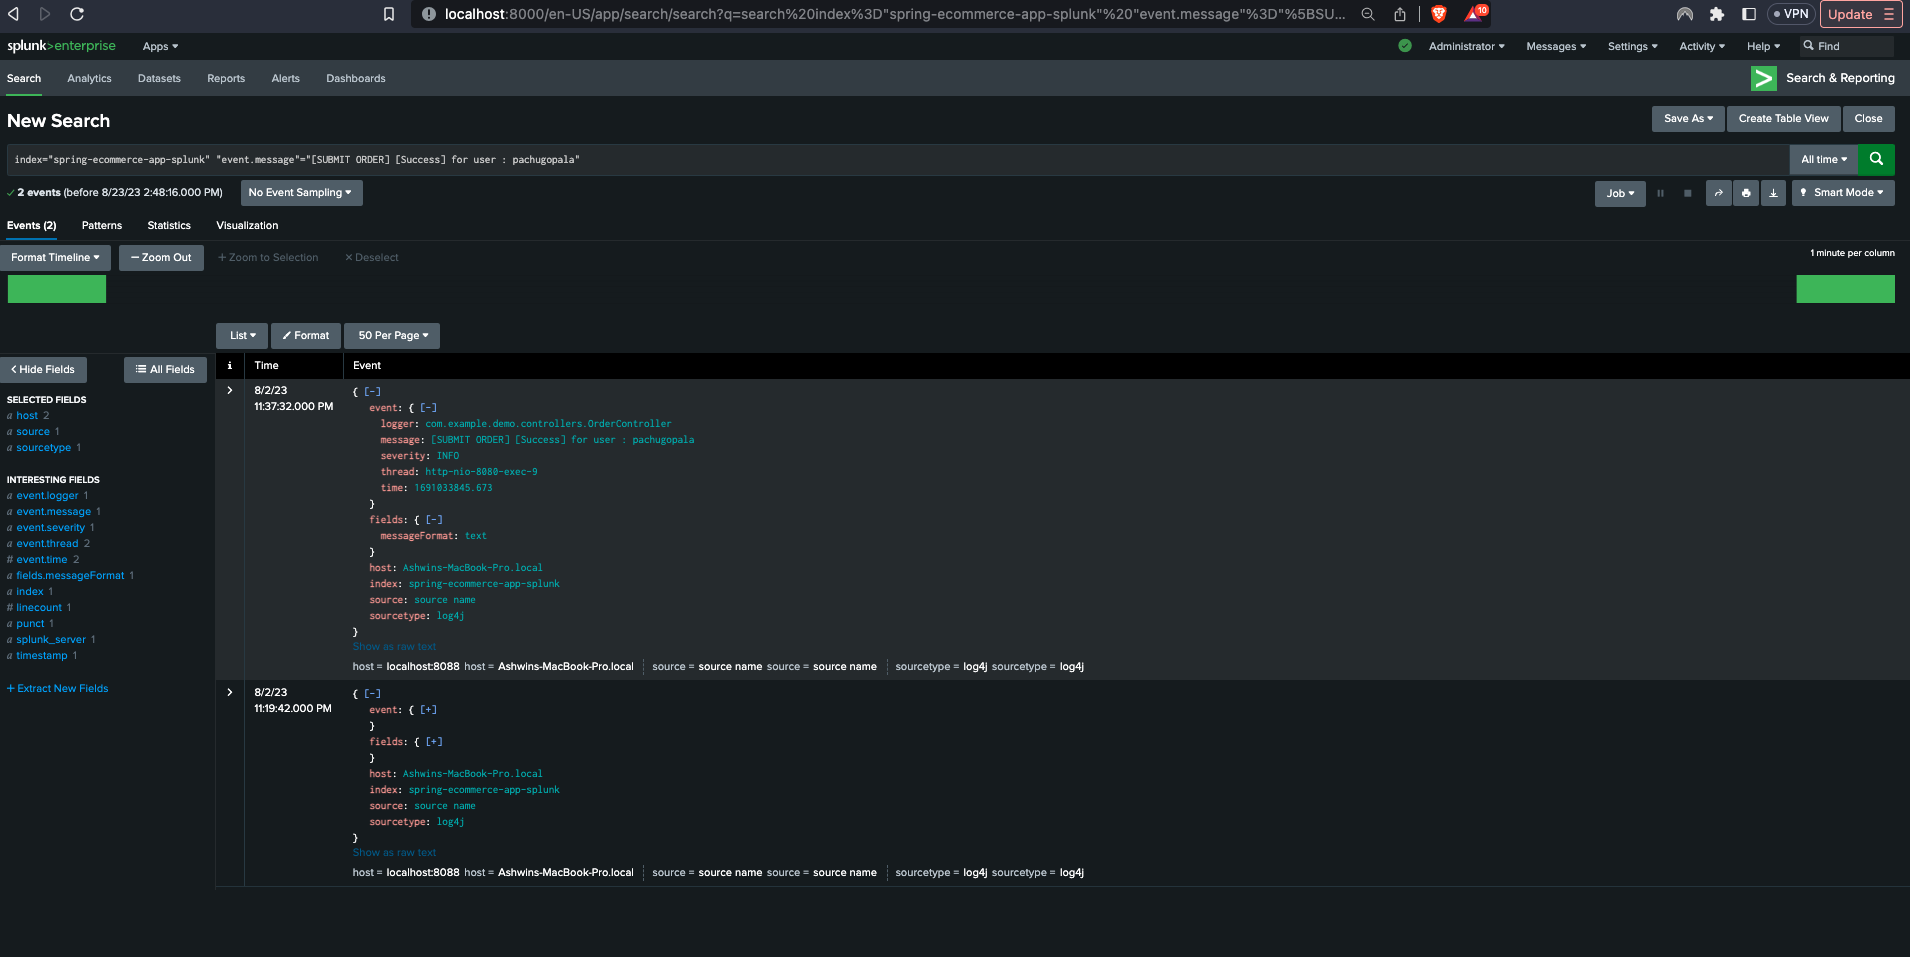 localhost:8000/en-US/app/search/search?q=search%20index%3D"spring-ecommerce-app-splunk"%20"event.message"%3D"%5BSU...
10
VPN
Update
splunk>enterprise Apps
Administrator Messages Settings Activity Help Find
Search Analytics Datasets Reports Alerts Dashboards
Search & Reporting
New Search
Save As Create Table View Close
index="spring-ecommerce-app-splunk" "event.message"="[SUBMIT ORDER] [Success] for user : pachugopala"
All time
2 events (before 8/23/23 2:48:16.000 PM) No Event Sampling
Job Smart Mode
Events (2) Patterns Statistics Visualization
Format Timeline — Zoom Out + Zoom to Selection × Deselect
1 minute per column
List Format 50 Per Page
< Hide Fields All Fields
i Time Event
SELECTED FIELDS
a host 2
a source 1
a sourcetype 1
INTERESTING FIELDS
a event.logger 1
a event.message 1
a event.severity 1
a event.thread 2
# event.time 2
a fields.messageFormat 1
a index 1
# linecount 1
a punct 1
a splunk_server 1
a timestamp 1
+ Extract New Fields
> 8/2/23
11:37:32.000 PM
{ [-]
event: { [-]
logger: com.example.demo.controllers.OrderController
message: [SUBMIT ORDER] [Success] for user : pachugopala
severity: INFO
thread: http-nio-8080-exec-9
time: 1691033845.673
}
fields: { [-]
messageFormat: text
}
host: Ashwins-MacBook-Pro.local
index: spring-ecommerce-app-splunk
source: source name
sourcetype: log4j
}
Show as raw text
host = localhost:8088 host = Ashwins-MacBook-Pro.local source = source name source = source name sourcetype = log4j sourcetype = log4j
> 8/2/23
11:19:42.000 PM
{ [-]
event: { [+]
}
fields: { [+]
}
host: Ashwins-MacBook-Pro.local
index: spring-ecommerce-app-splunk
source: source name
sourcetype: log4j
}
Show as raw text
host = localhost:8088 host = Ashwins-MacBook-Pro.local source = source name source = source name sourcetype = log4j sourcetype = log4j